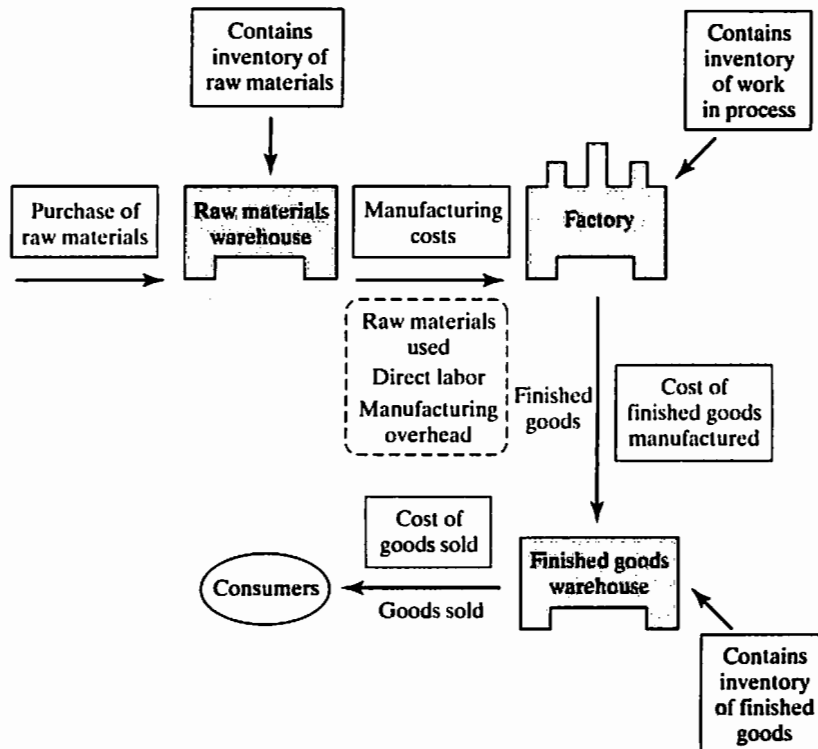 Contains
inventory of
raw materials
Contains
inventory
of work
in process
Purchase of
raw materials
Raw materials
warehouse
Manufacturing
costs
Factory
Raw materials
used
Direct labor
Manufacturing
overhead
Finished
goods
Cost of
finished goods
manufactured
Cost of
goods sold
Consumers
Goods sold
Finished goods
warehouse
Contains
inventory
of finished
goods